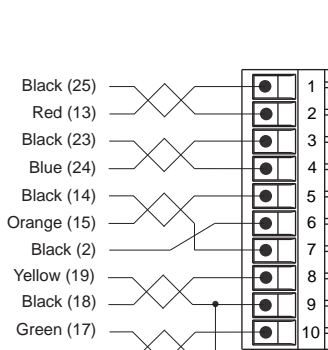 Black (25) 1
Red (13) 2
Black (23) 3
Blue (24) 4
Black (14) 5
Orange (15) 6
Black (2) 7
Yellow (19) 8
Black (18) 9
Green (17) 10